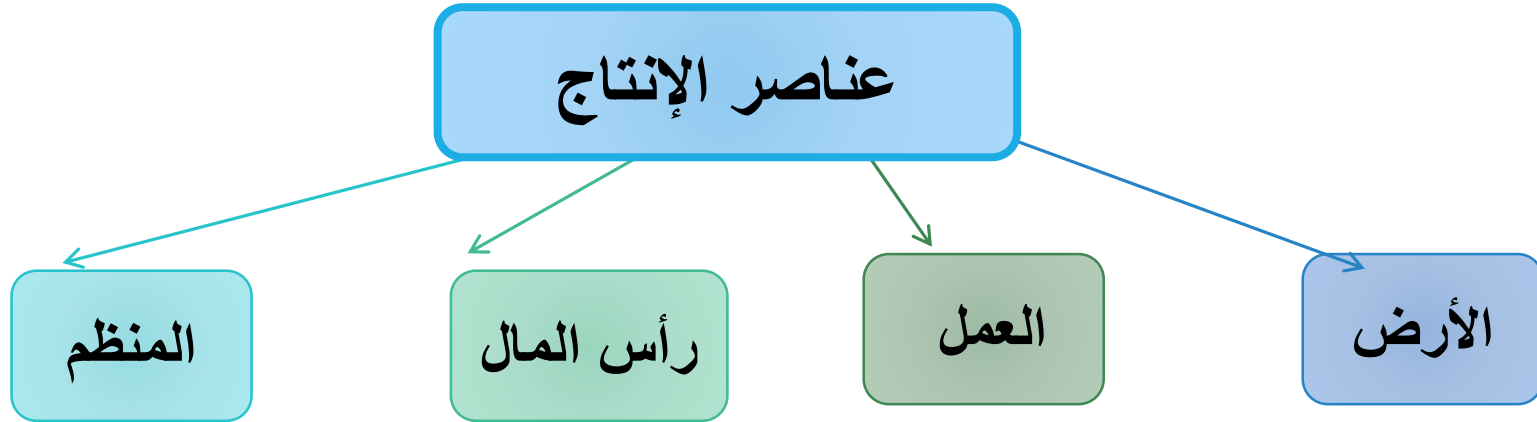 عناصر الإنتاج
الأرض
العمل
رأس المال
المنظم